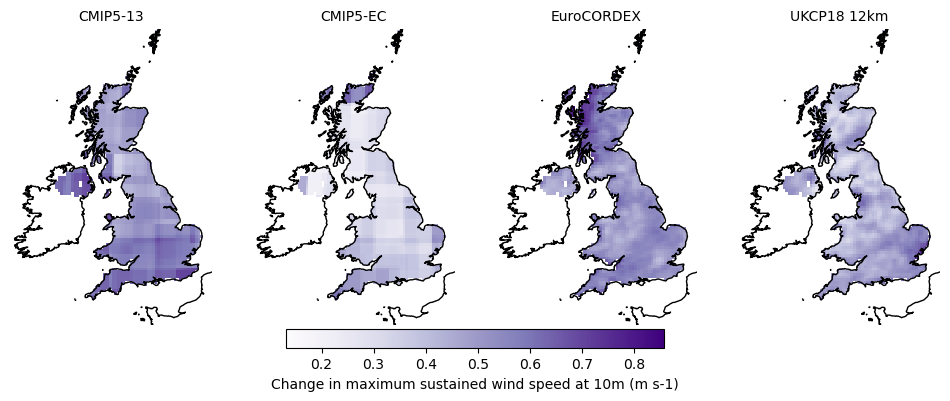 CMIP5-13 CMIP5-EC EuroCORDEX UKCP18 12km
0.2 0.3 0.4 0.5 0.6 0.7 0.8
Change in maximum sustained wind speed at 10m (m s-1)